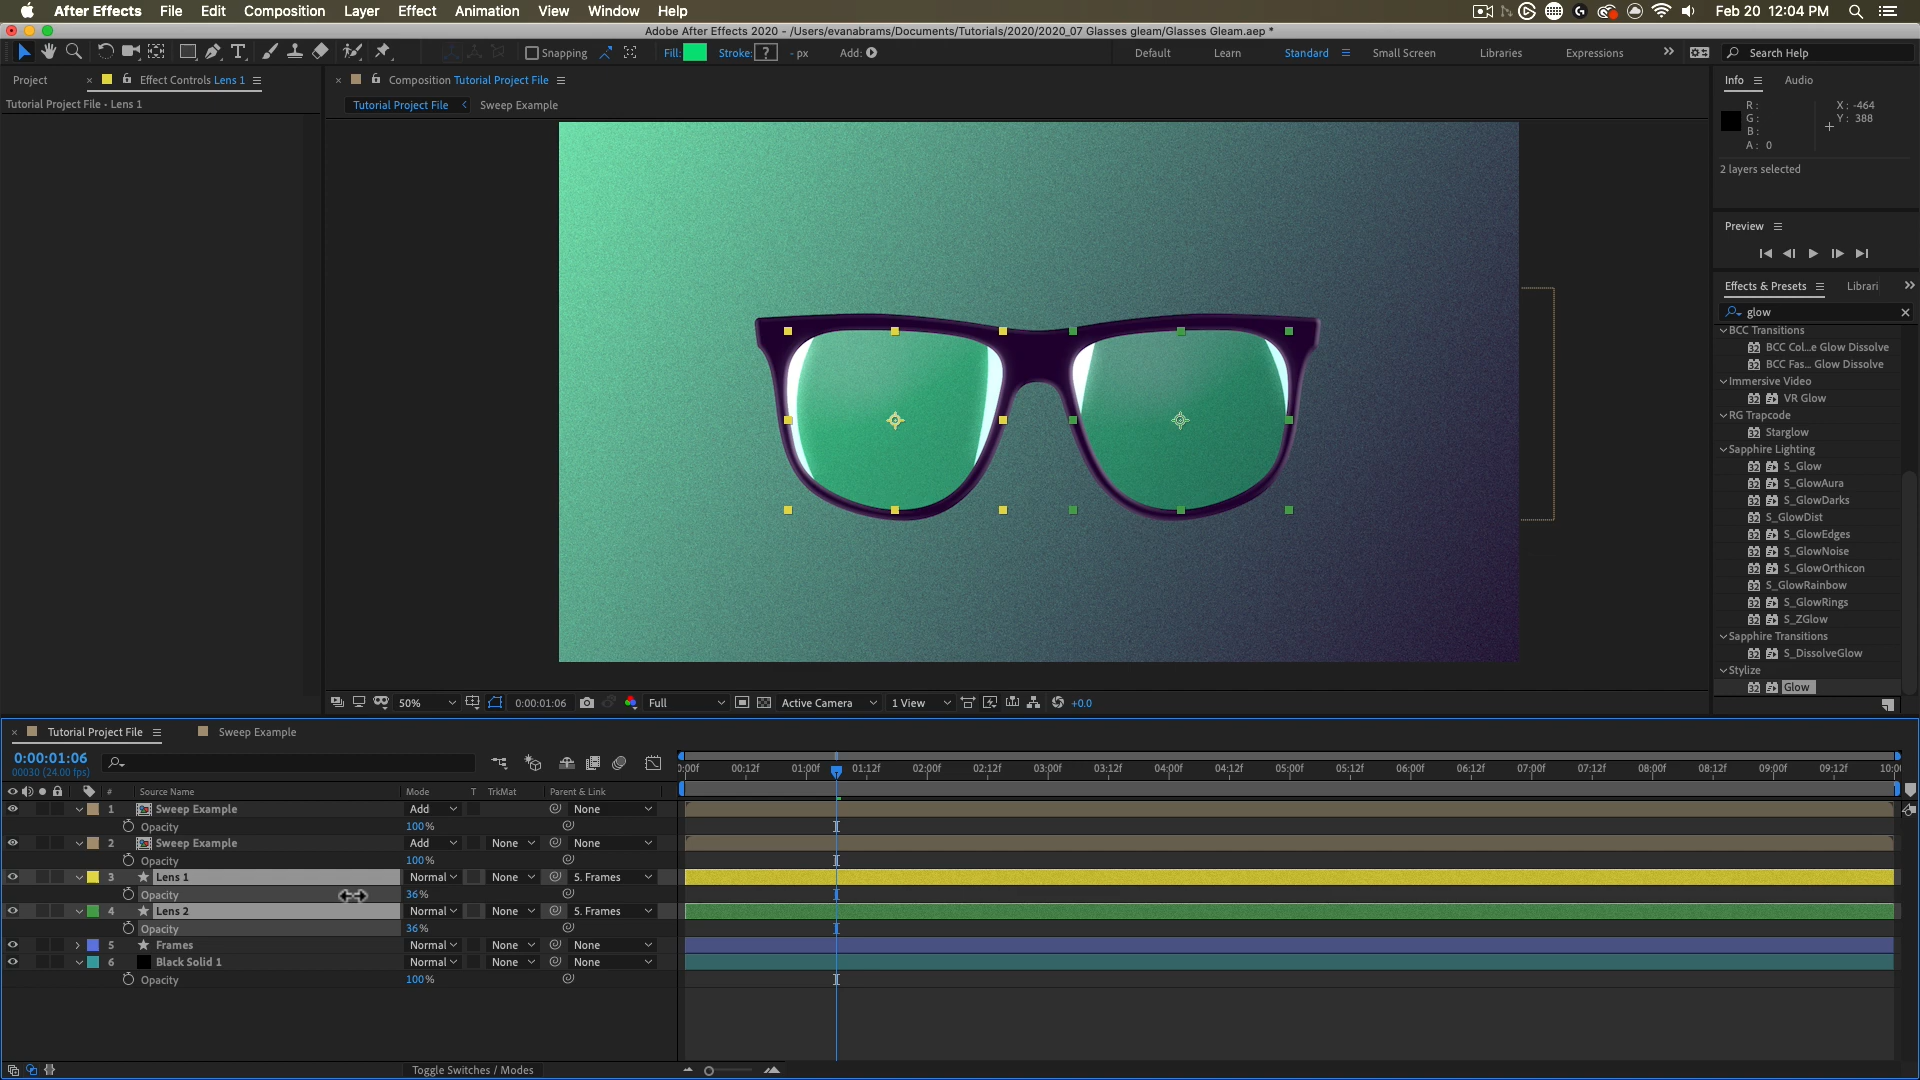 After Effects File Edit Composition Layer Effect Animation View Window Help Feb 20 12:04 PM
Adobe After Effects 2020 - /Users/evanabrams/Documents/Tutorials/2020/2020_07 Glasses gleam/Glasses Gleam.aep *
Snapping Fill: Stroke: ? - px Add: Default Learn Standard Small Screen Libraries Expressions Search Help
Project Effect Controls Lens 1 Composition Tutorial Project File Info Audio
Tutorial Project File • Lens 1 Tutorial Project File Sweep Example
R: X: -464
G: Y: 388
B:
A: 0
2 layers selected
Preview
Effects & Presets Librari
glow
BCC Transitions
BCC Col...e Glow Dissolve
BCC Fas... Glow Dissolve
Immersive Video
VR Glow
RG Trapcode
Starglow
Sapphire Lighting
S_Glow
S_GlowAura
S_GlowDarks
S_GlowDist
S_GlowEdges
S_GlowNoise
S_GlowOrthicon
S_GlowRainbow
S_GlowRings
S_ZGlow
Sapphire Transitions
S_DissolveGlow
Stylize
Glow
50% 0:00:01:06 Full Active Camera 1 View +0.0
Tutorial Project File Sweep Example
0:00:01:06
00030 (24.00 fps)
):00f 00:12f 01:00f 01:12f 02:00f 02:12f 03:00f 03:12f 04:00f 04:12f 05:00f 05:12f 06:00f 06:12f 07:00f 07:12f 08:00f 08:12f 09:00f 09:12f 10:0
# Source Name Mode T TrkMat Parent & Link
1 Sweep Example Add None
Opacity 100%
2 Sweep Example Add None None
Opacity 100%
3 Lens 1 Normal None 5. Frames
Opacity 36%
4 Lens 2 Normal None 5. Frames
Opacity 36%
5 Frames Normal None None
6 Black Solid 1 Normal None None
Opacity 100%
Toggle Switches / Modes